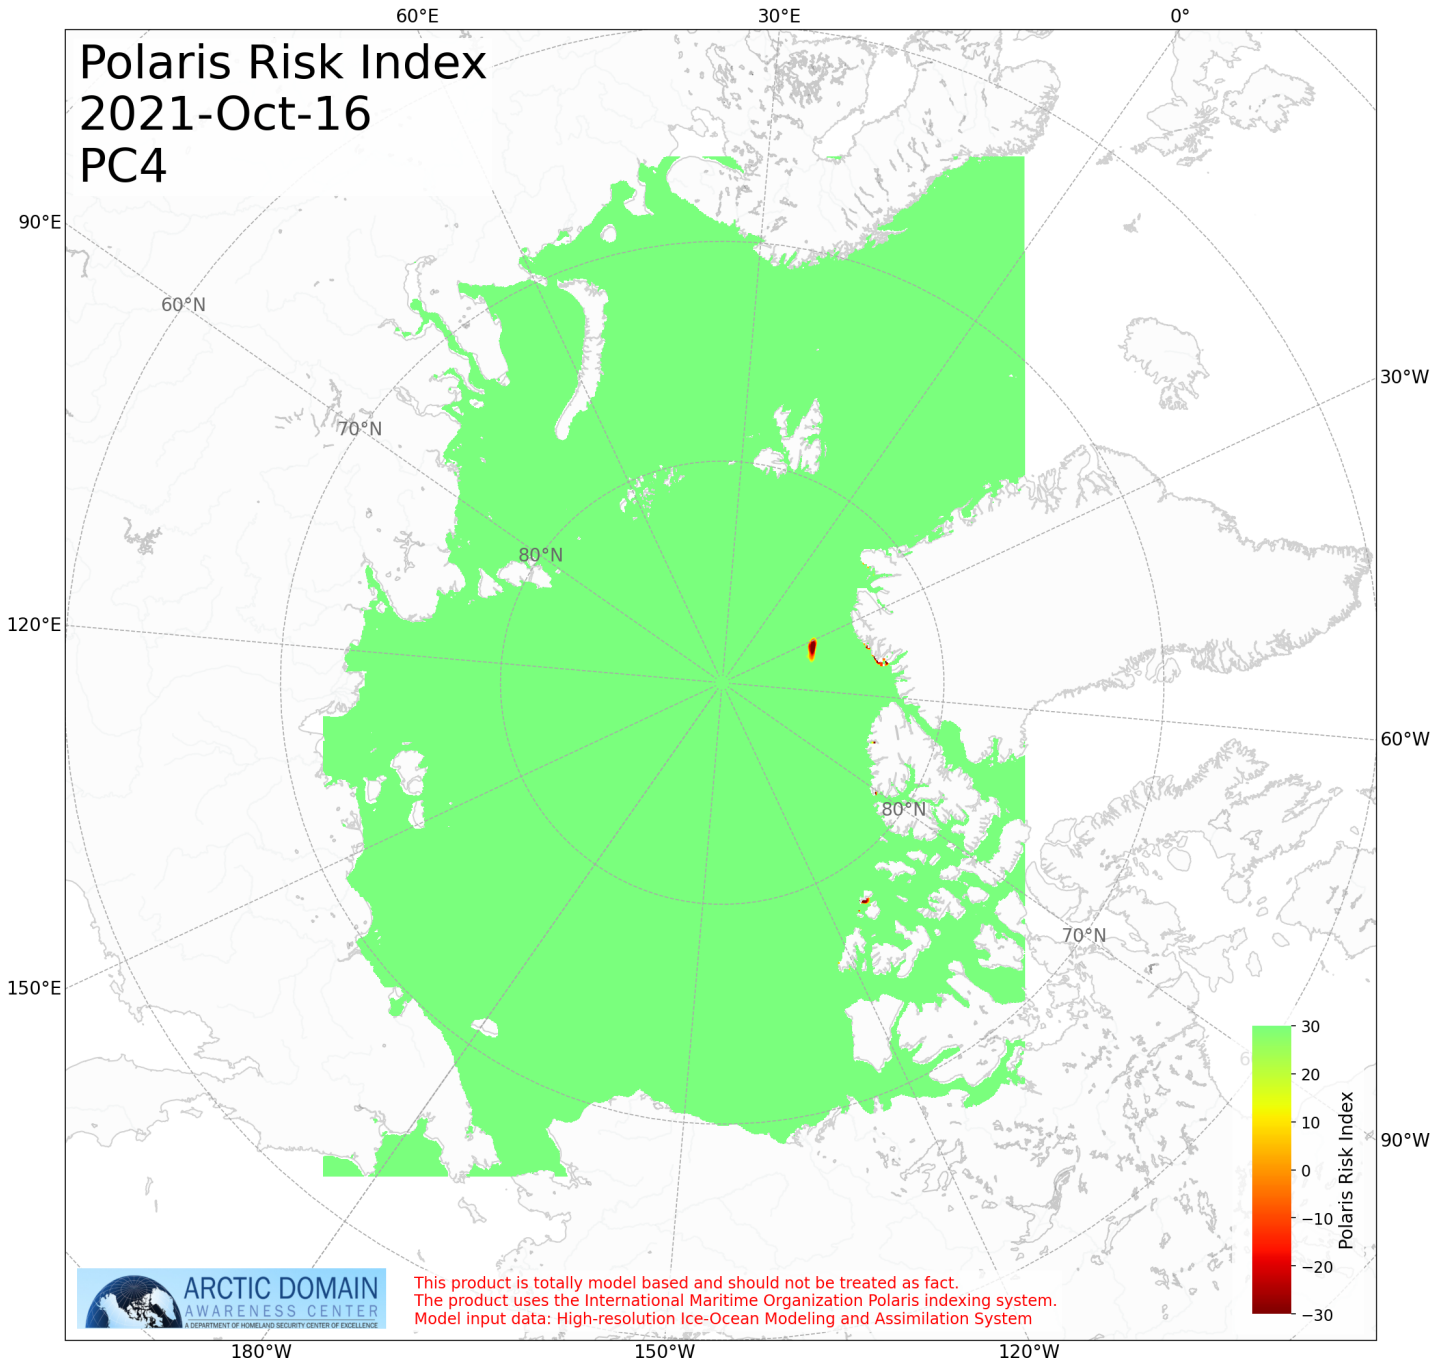 60°E 30°E 0°
Polaris Risk Index
2021-Oct-16
PC4
90°E
60°N
30°W
70°N
80°N
120°E
60°W
80°N
70°N
150°E
30
20
10
0
−10
−20
−30
Polaris Risk Index
90°W
ARCTIC DOMAIN
AWARENESS CENTER
A DEPARTMENT OF HOMELAND SECURITY CENTER OF EXCELLENCE
This product is totally model based and should not be treated as fact.
The product uses the International Maritime Organization Polaris indexing system.
Model input data: High-resolution Ice-Ocean Modeling and Assimilation System
180°W 150°W 120°W